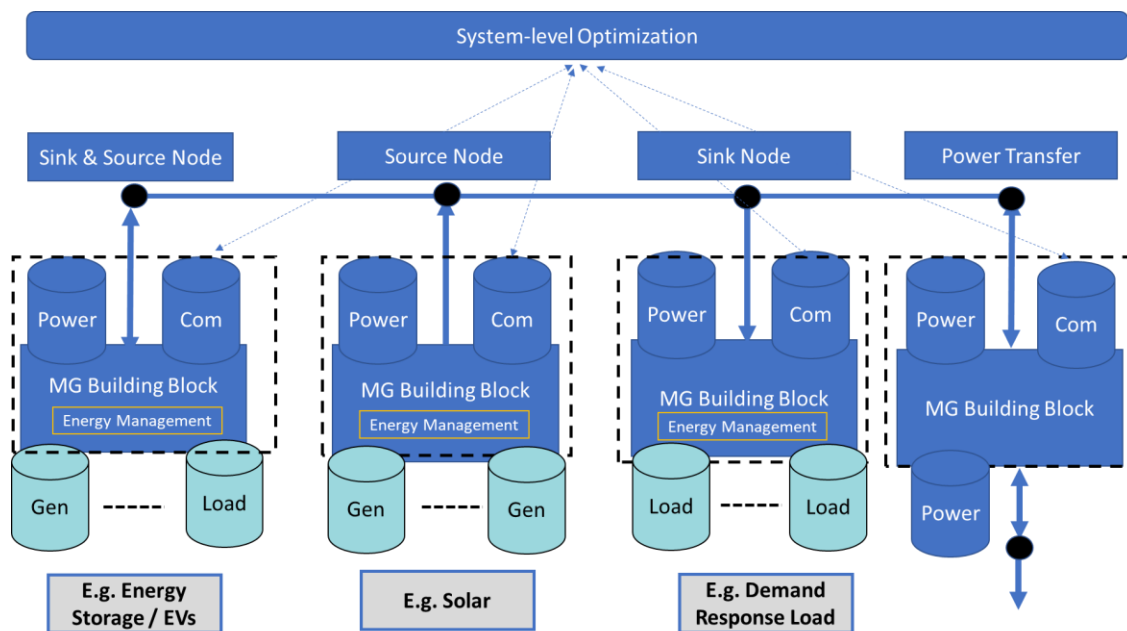 System-level Optimization
Sink & Source Node
Source Node
Sink Node
Power Transfer
Power
Com
Power
Com
Power
Com
Power
Com
MG Building Block
Energy Management
MG Building Block
Energy Management
MG Building Block
Energy Management
MG Building Block
Gen
Load
Gen
Gen
Load
Load
Power
E.g. Energy
Storage / EVs
E.g. Solar
E.g. Demand
Response Load